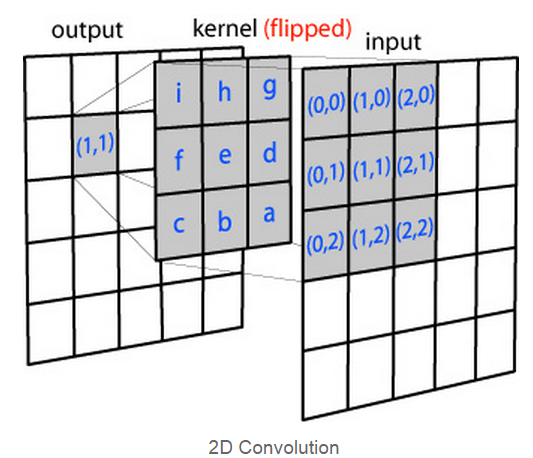 output
kernel (flipped)
input
i h g
f e d
c b a
(1,1)
(0,0) (1,0) (2,0)
(0,1) (1,1) (2,1)
(0,2) (1,2) (2,2)
2D Convolution